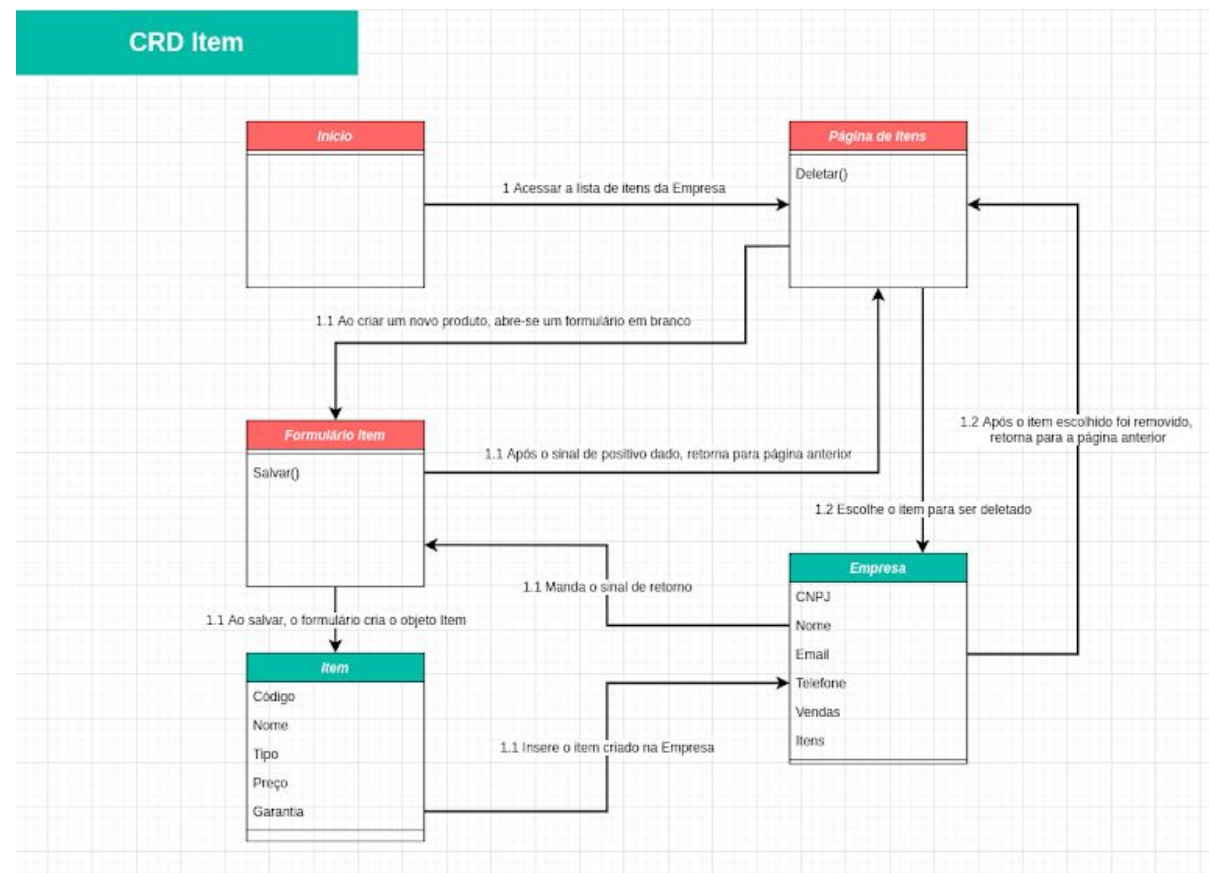 CRD Item
Início
Página de Itens
Deletar()
1 Acessar a lista de itens da Empresa
1.1 Ao criar um novo produto, abre-se um formulário em branco
Formulário Item
Salvar()
1.1 Após o sinal de positivo dado, retorna para página anterior
1.2 Após o item escolhido foi removido,
retorna para a página anterior
1.2 Escolhe o item para ser deletado
1.1 Manda o sinal de retorno
1.1 Ao salvar, o formulário cria o objeto Item
Empresa
CNPJ
Nome
Email
Telefone
Vendas
Itens
Item
Código
Nome
Tipo
Preço
Garantia
1.1 Insere o item criado na Empresa